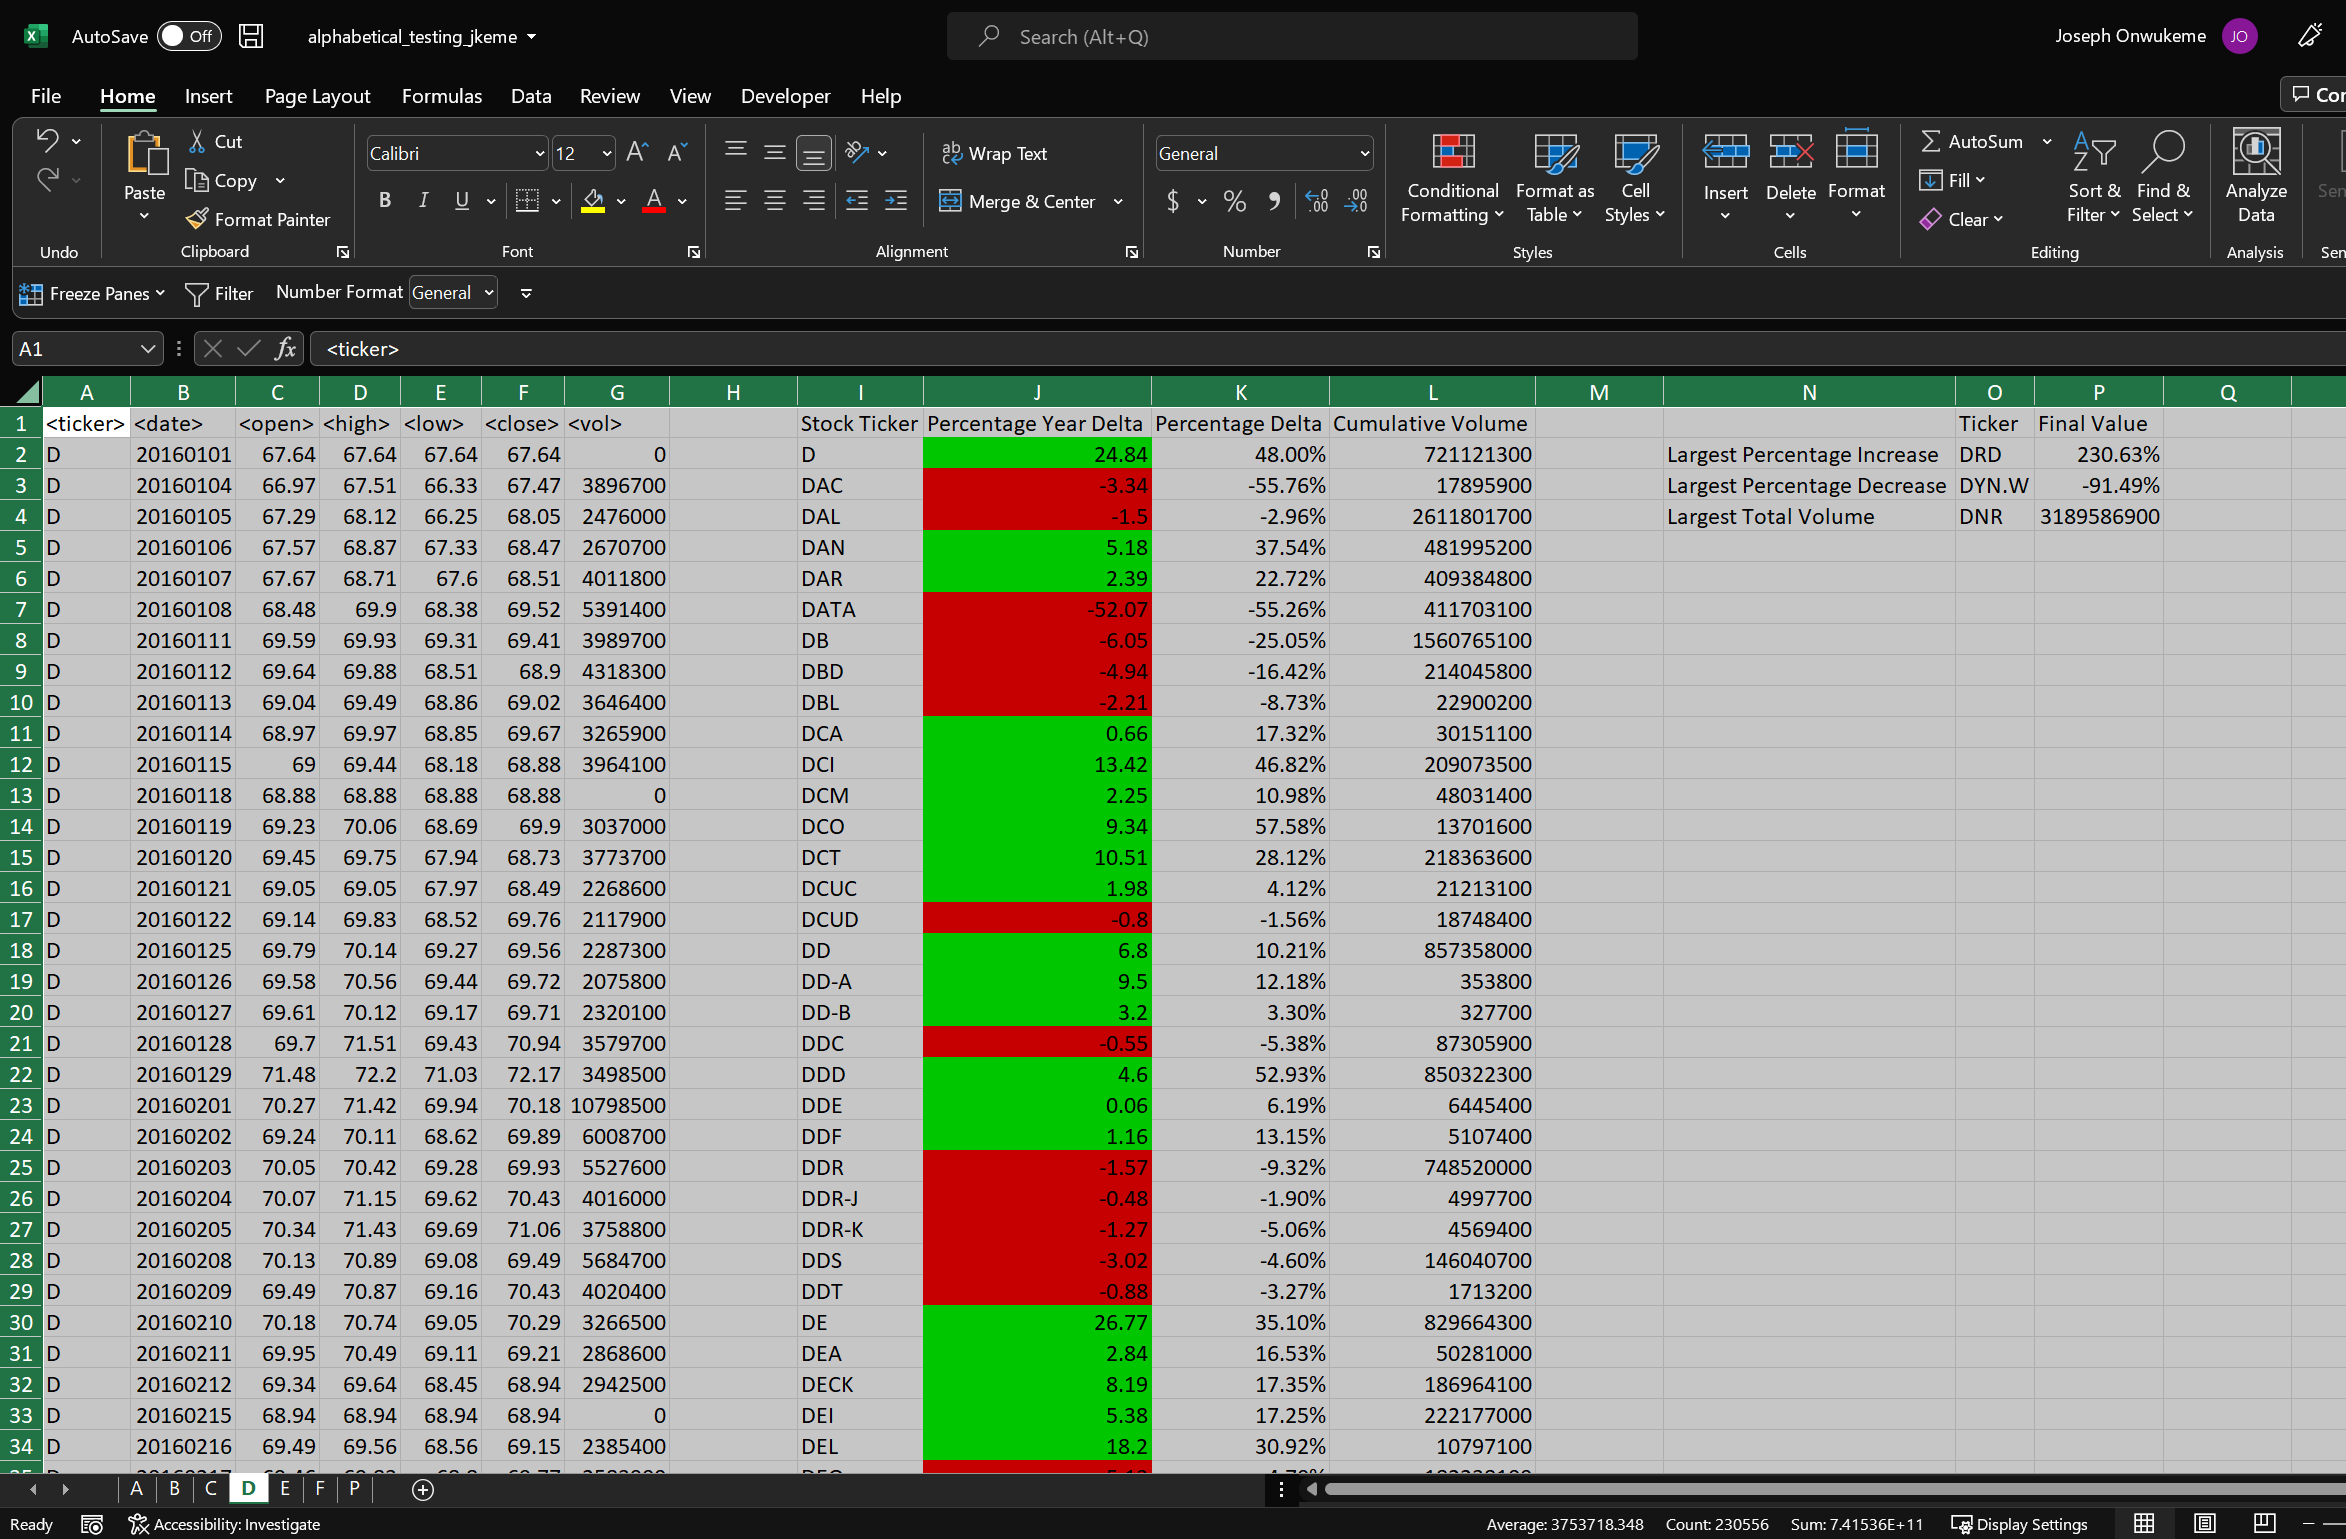 AutoSave Off alphabetical_testing_jkeme Search (Alt+Q) Joseph Onwukeme JO
File Home Insert Page Layout Formulas Data Review View Developer Help
Paste Cut Copy Format Painter
Calibri 12 B I U A
Wrap Text Merge & Center
General $ % 9
Conditional Formatting Format as Table Cell Styles
Insert Delete Format
AutoSum Fill Clear Sort & Filter Find & Select
Analyze Data
Undo Clipboard Font Alignment Number Styles Cells Editing Analysis
Freeze Panes Filter Number Format General
A1 fx <ticker>
A B C D E F G H I J K L M N O P Q
1 <ticker> <date> <open> <high> <low> <close> <vol> Stock Ticker Percentage Year Delta Percentage Delta Cumulative Volume Ticker Final Value
2 D 20160101 67.64 67.64 67.64 67.64 0 D 24.84 48.00% 721121300 Largest Percentage Increase DRD 230.63%
3 D 20160104 66.97 67.51 66.33 67.47 3896700 DAC -3.34 -55.76% 17895900 Largest Percentage Decrease DYN.W -91.49%
4 D 20160105 67.29 68.12 66.25 68.05 2476000 DAL -1.5 -2.96% 2611801700 Largest Total Volume DNR 3189586900
5 D 20160106 67.57 68.87 67.33 68.47 2670700 DAN 5.18 37.54% 481995200
6 D 20160107 67.67 68.71 67.6 68.51 4011800 DAR 2.39 22.72% 409384800
7 D 20160108 68.48 69.9 68.38 69.52 5391400 DATA -52.07 -55.26% 411703100
8 D 20160111 69.59 69.93 69.31 69.41 3989700 DB -6.05 -25.05% 1560765100
9 D 20160112 69.64 69.88 68.51 68.9 4318300 DBD -4.94 -16.42% 214045800
10 D 20160113 69.04 69.49 68.86 69.02 3646400 DBL -2.21 -8.73% 22900200
11 D 20160114 68.97 69.97 68.85 69.67 3265900 DCA 0.66 17.32% 30151100
12 D 20160115 69 69.44 68.18 68.88 3964100 DCI 13.42 46.82% 209073500
13 D 20160118 68.88 68.88 68.88 68.88 0 DCM 2.25 10.98% 48031400
14 D 20160119 69.23 70.06 68.69 69.9 3037000 DCO 9.34 57.58% 13701600
15 D 20160120 69.45 69.75 67.94 68.73 3773700 DCT 10.51 28.12% 218363600
16 D 20160121 69.05 69.05 67.97 68.49 2268600 DCUC 1.98 4.12% 21213100
17 D 20160122 69.14 69.83 68.52 69.76 2117900 DCUD -0.8 -1.56% 18748400
18 D 20160125 69.79 70.14 69.27 69.56 2287300 DD 6.8 10.21% 857358000
19 D 20160126 69.58 70.56 69.44 69.72 2075800 DD-A 9.5 12.18% 353800
20 D 20160127 69.61 70.12 69.17 69.71 2320100 DD-B 3.2 3.30% 327700
21 D 20160128 69.7 71.51 69.43 70.94 3579700 DDC -0.55 -5.38% 87305900
22 D 20160129 71.48 72.2 71.03 72.17 3498500 DDD 4.6 52.93% 850322300
23 D 20160201 70.27 71.42 69.94 70.18 10798500 DDE 0.06 6.19% 6445400
24 D 20160202 69.24 70.11 68.62 69.89 6008700 DDF 1.16 13.15% 5107400
25 D 20160203 70.05 70.42 69.28 69.93 5527600 DDR -1.57 -9.32% 748520000
26 D 20160204 70.07 71.15 69.62 70.43 4016000 DDR-J -0.48 -1.90% 4997700
27 D 20160205 70.34 71.43 69.69 71.06 3758800 DDR-K -1.27 -5.06% 4569400
28 D 20160208 70.13 70.89 69.08 69.49 5684700 DDS -3.02 -4.60% 146040700
29 D 20160209 69.49 70.87 69.16 70.43 4020400 DDT -0.88 -3.27% 1713200
30 D 20160210 70.18 70.74 69.05 70.29 3266500 DE 26.77 35.10% 829664300
31 D 20160211 69.95 70.49 69.11 69.21 2868600 DEA 2.84 16.53% 50281000
32 D 20160212 69.34 69.64 68.45 68.94 2942500 DECK 8.19 17.35% 186964100
33 D 20160215 68.94 68.94 68.94 68.94 0 DEI 5.38 17.25% 222177000
34 D 20160216 69.49 69.56 68.56 69.15 2385400 DEL 18.2 30.92% 10797100
A B C D E F P
Ready Accessibility: Investigate Average: 3753718.348 Count: 230556 Sum: 7.41536E+11 Display Settings